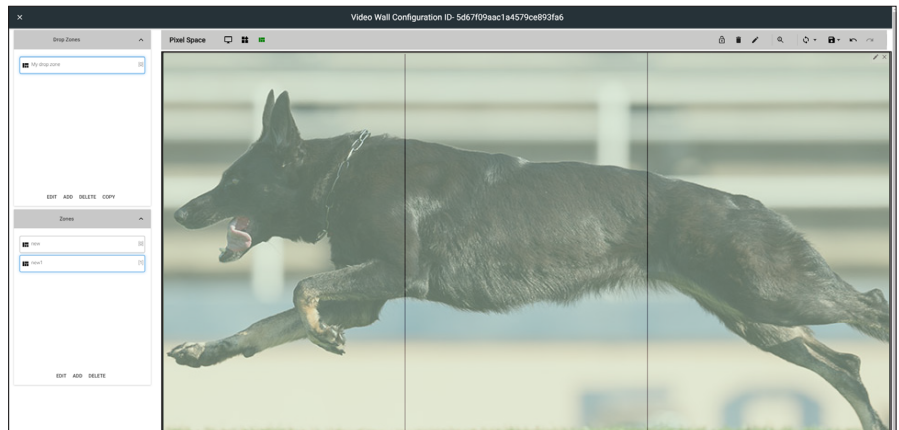 Video Wall Configuration ID- 5d67f09aac1a4579ce893fa6
Drop Zones
Pixel Space
My drop zone
EDIT ADD DELETE COPY
Zones
new
new1
EDIT ADD DELETE